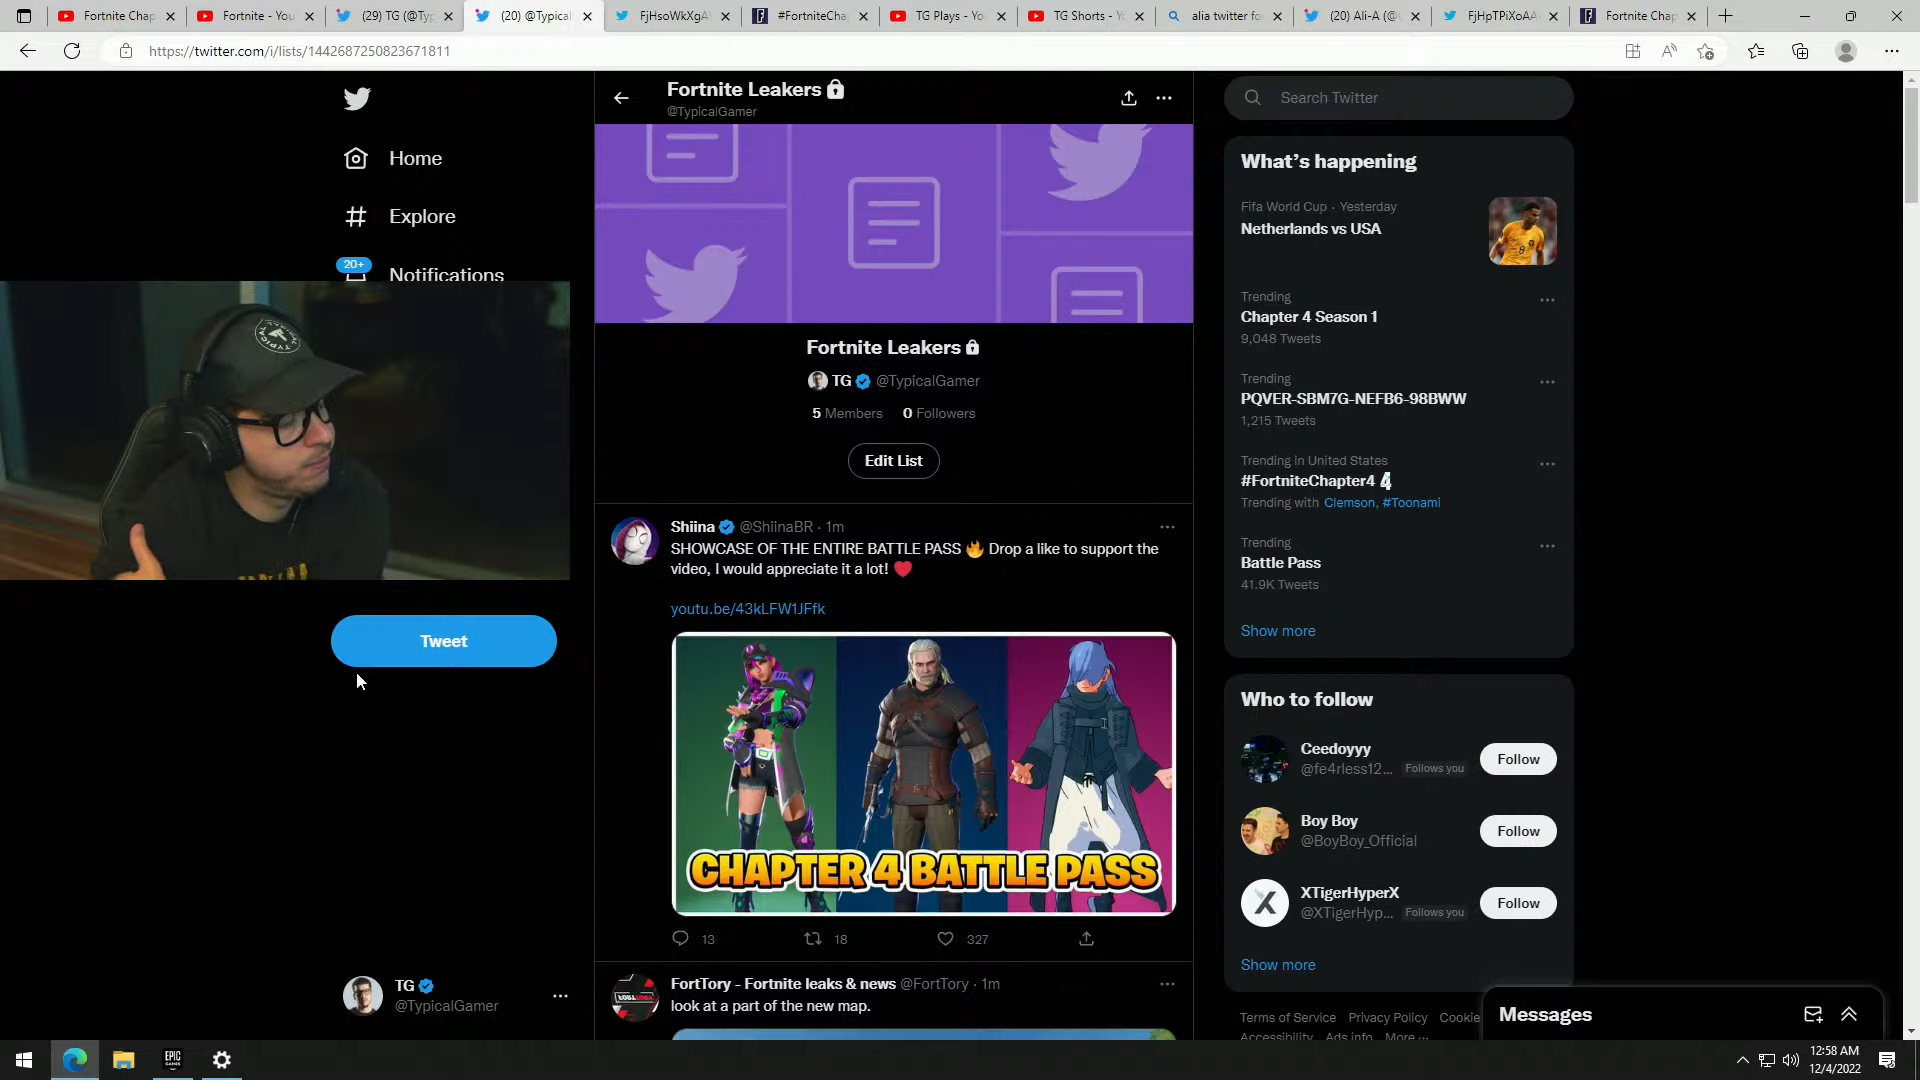 Fortnite Chap
Fortnite - You
(29) TG (@Typ
(20) @Typical
FjHsoWkXgA
#FortniteCha
TG Plays - Yo
TG Shorts - Y
alia twitter fo
(20) Ali-A (@
FjHpTPiXoAA
Fortnite Chap
https://twitter.com/i/lists/1442687250823671811
Home
Explore
20+
Notifications
Tweet
TG
@TypicalGamer
Fortnite Leakers
@TypicalGamer
Fortnite Leakers
TG @TypicalGamer
5 Members 0 Followers
Edit List
Shiina @ShiinaBR · 1m
SHOWCASE OF THE ENTIRE BATTLE PASS 🔥 Drop a like to support the
video, I would appreciate it a lot! ❤️
youtu.be/43kLFW1JFfk
CHAPTER 4 BATTLE PASS
13 18 327
FortTory - Fortnite leaks & news @FortTory · 1m
look at a part of the new map.
Search Twitter
What's happening
Fifa World Cup · Yesterday
Netherlands vs USA
Trending
Chapter 4 Season 1
9,048 Tweets
Trending
PQVER-SBM7G-NEFB6-98BWW
1,215 Tweets
Trending in United States
#FortniteChapter4 4
Trending with Clemson, #Toonami
Trending
Battle Pass
41.9K Tweets
Show more
Who to follow
Ceedoyyy
@fe4rless12... Follows you
Follow
Boy Boy
@BoyBoy_Official
Follow
XTigerHyperX
@XTigerHyp... Follows you
Follow
Show more
Terms of Service Privacy Policy Cookie
Accessibility Ads info More ...
Messages
EPIC
GAMES
12:58 AM
12/4/2022